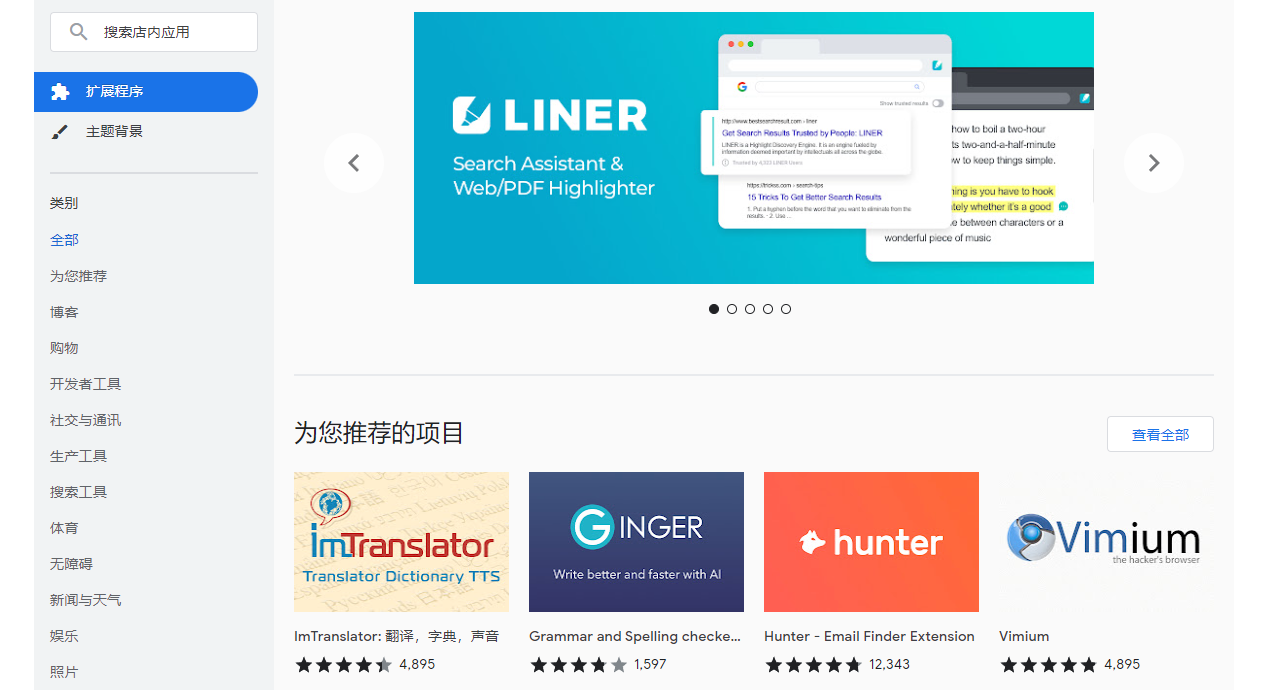 搜索店内应用
扩展程序
主题背景
类别
全部
为您推荐
博客
购物
开发者工具
社交与通讯
生产工具
搜索工具
体育
无障碍
新闻与天气
娱乐
照片
LINER
Search Assistant &
Web/PDF Highlighter
Show trusted results
http://www.bestsearchresult.com › liner
Get Search Results Trusted by People: LINER
LINER is a Highlight Discovery Engine. It is an engine fueled by
information deemed important by intellectuals all across the globe.
Trusted by 4,323 LINER Users
https://trickss.com › search-tips
15 Tricks To Get Better Search Results
1. Put a hyphen before the word that you want to eliminate from the
results. - 2. Use...
how to boil a two-hour
ts two-and-a-half-minute
w to keep things simple.
ning is you have to hook
ately whether it's a good
e between characters or a
wonderful piece of music
为您推荐的项目
查看全部
ImTranslator
Translator Dictionary TTS
ImTranslator: 翻译，字典，声音
4,895
GINGER
Write better and faster with AI
Grammar and Spelling checke...
1,597
hunter
Hunter - Email Finder Extension
12,343
Vimium
the hacker's browser
Vimium
4,895